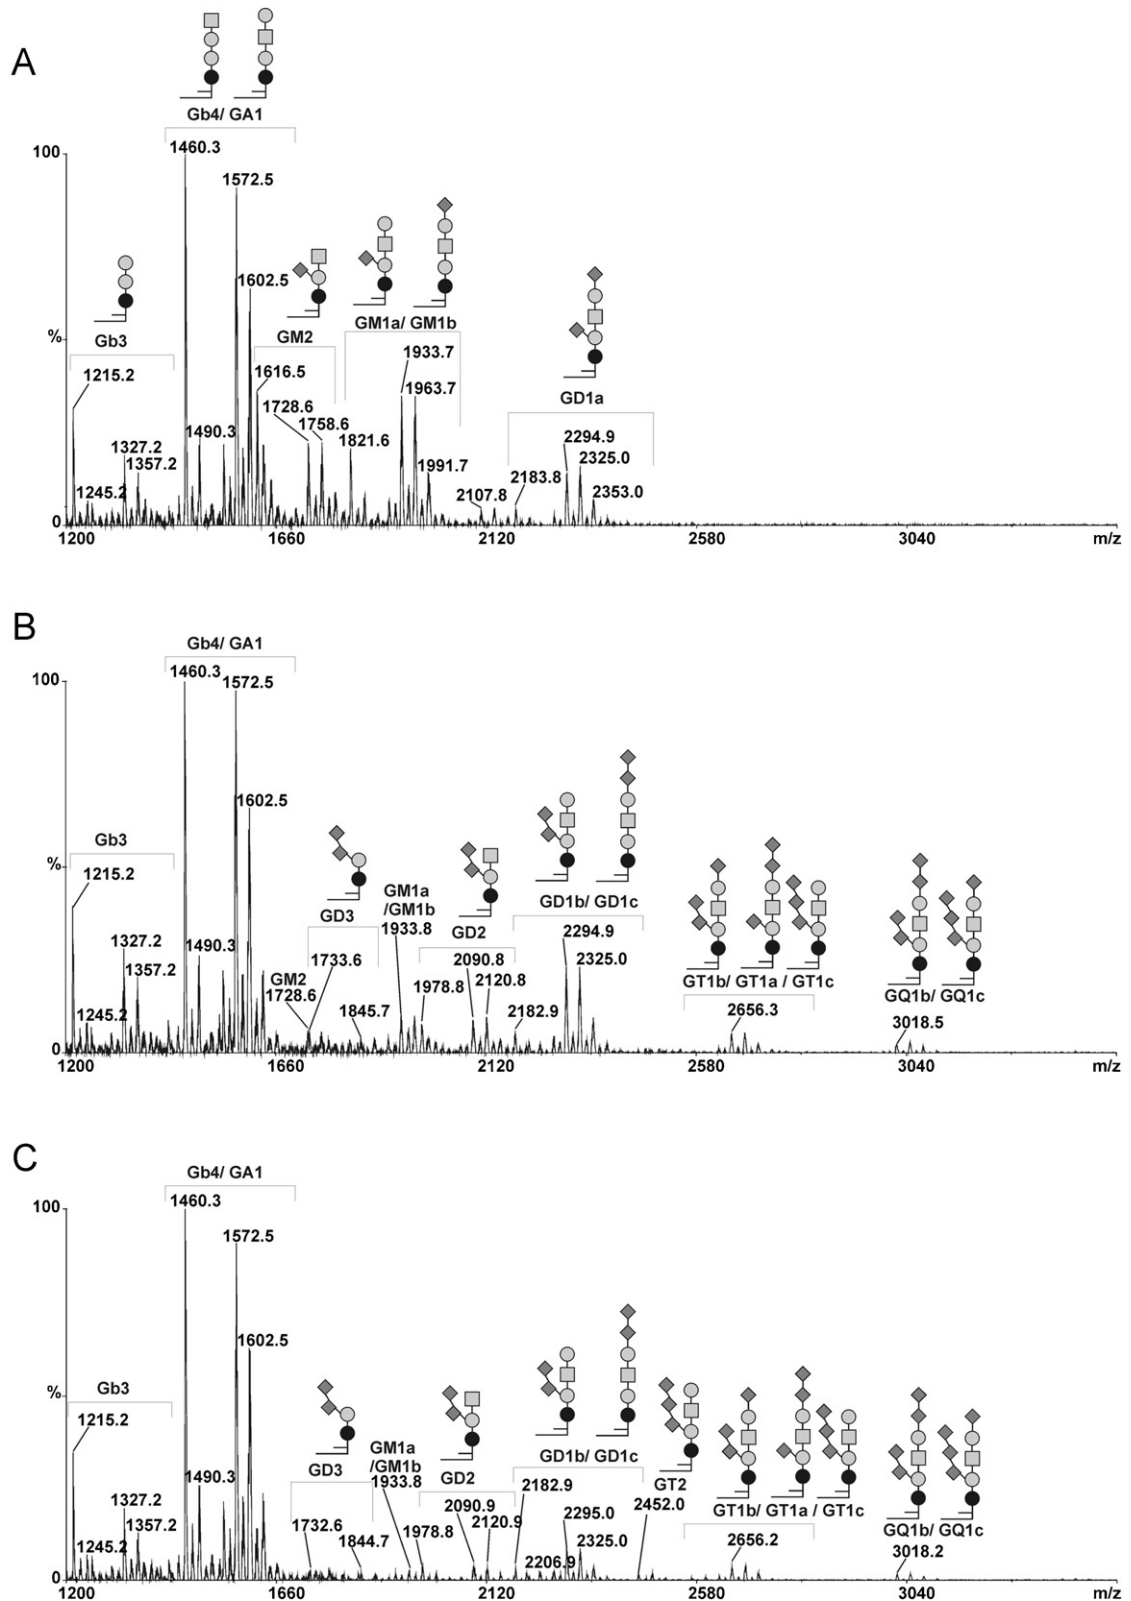 A
Gb4/ GA1
100
1460.3
1572.5
1602.5
Gb3
%
GM2
GM1a/ GM1b
GD1a
1215.2
1616.5
1933.7
1728.6
1758.6
1963.7
1327.2
1490.3
1821.6
2294.9
1357.2
1991.7
2183.8
2325.0
1245.2
2107.8
2353.0
0
1200 1660 2120 2580 3040 m/z
B
Gb4/ GA1
100
1460.3
1572.5
1602.5
Gb3
%
1215.2
GD3
GM1a
/GM1b
GD2
GD1b/ GD1c
1933.8
2294.9
1327.2
1490.3
1733.6
2090.8
2325.0
GT1b/ GT1a / GT1c
1357.2
GM2
1728.6
1978.8
2120.8
2656.3
GQ1b/ GQ1c
1245.2
1845.7
2182.9
3018.5
0
1200 1660 2120 2580 3040 m/z
C
Gb4/ GA1
100
1460.3
1572.5
1602.5
Gb3
%
1215.2
GD3
GM1a
/GM1b
GD2
GD1b/ GD1c
1490.3
1933.8
2182.9
GT2
2452.0
GT1b/ GT1a / GT1c
1327.2
1357.2
1732.6
2090.9
2295.0
GQ1b/ GQ1c
1245.2
1844.7
1978.8
2120.9
2325.0
2656.2
2206.9
3018.2
0
1200 1660 2120 2580 3040 m/z